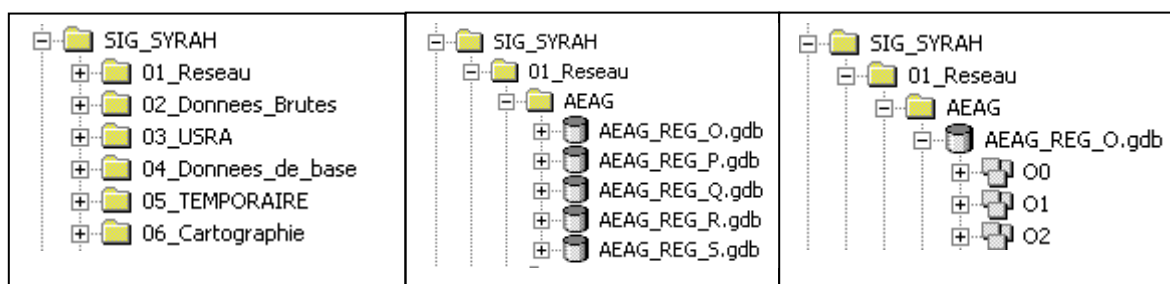 SIG_SYRAH
01_Reseau
02_Donnees_Brutes
03_USRA
04_Donnees_de_base
05_TEMPORAIRE
06_Cartographie
SIG_SYRAH
01_Reseau
AEAG
AEAG_REG_O.gdb
AEAG_REG_P.gdb
AEAG_REG_Q.gdb
AEAG_REG_R.gdb
AEAG_REG_S.gdb
SIG_SYRAH
01_Reseau
AEAG
AEAG_REG_O.gdb
O0
O1
O2